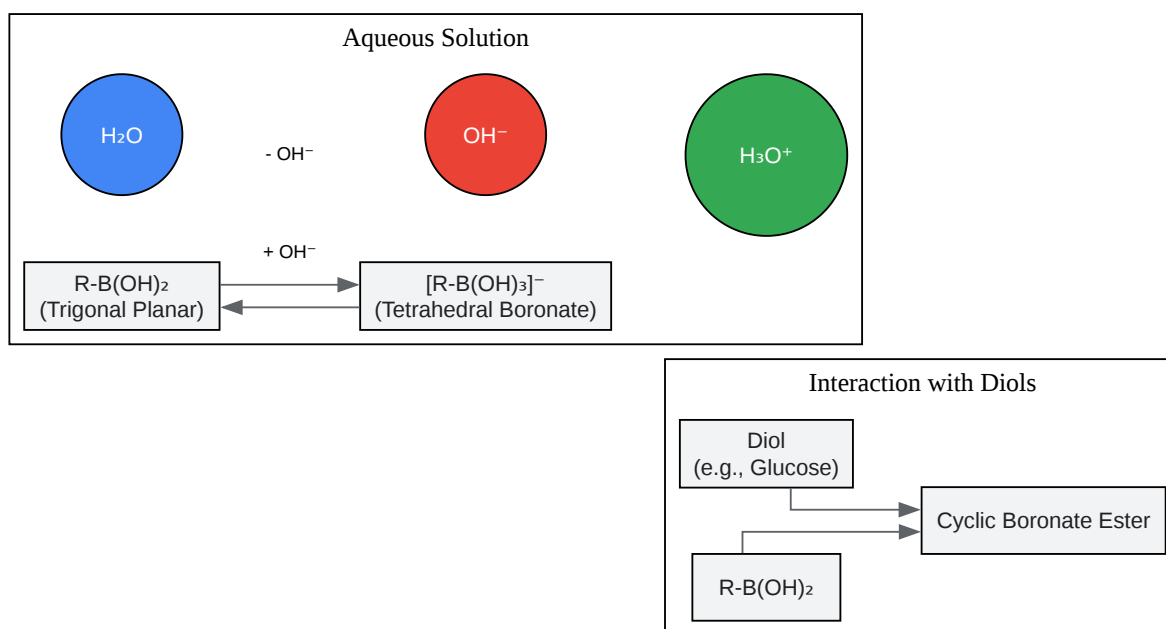 Aqueous Solution
H₂O
OH⁻
H₃O⁺
- OH⁻
+ OH⁻
R-B(OH)₂
(Trigonal Planar)
[R-B(OH)₃]⁻
(Tetrahedral Boronate)
Interaction with Diols
Diol
(e.g., Glucose)
Cyclic Boronate Ester
R-B(OH)₂